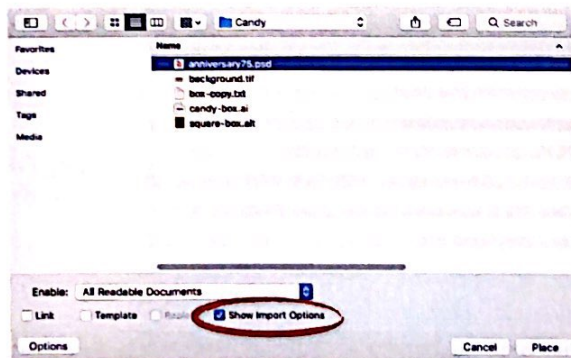 Candy
Search
Favorites
Devices
Shared
Tags
Media
Name
anniversary75.psd
background.tif
box-copy.txt
candy-box.ai
square-box.ait
Enable: All Readable Documents
Link Template Replace Show Import Options
Options
Cancel Place